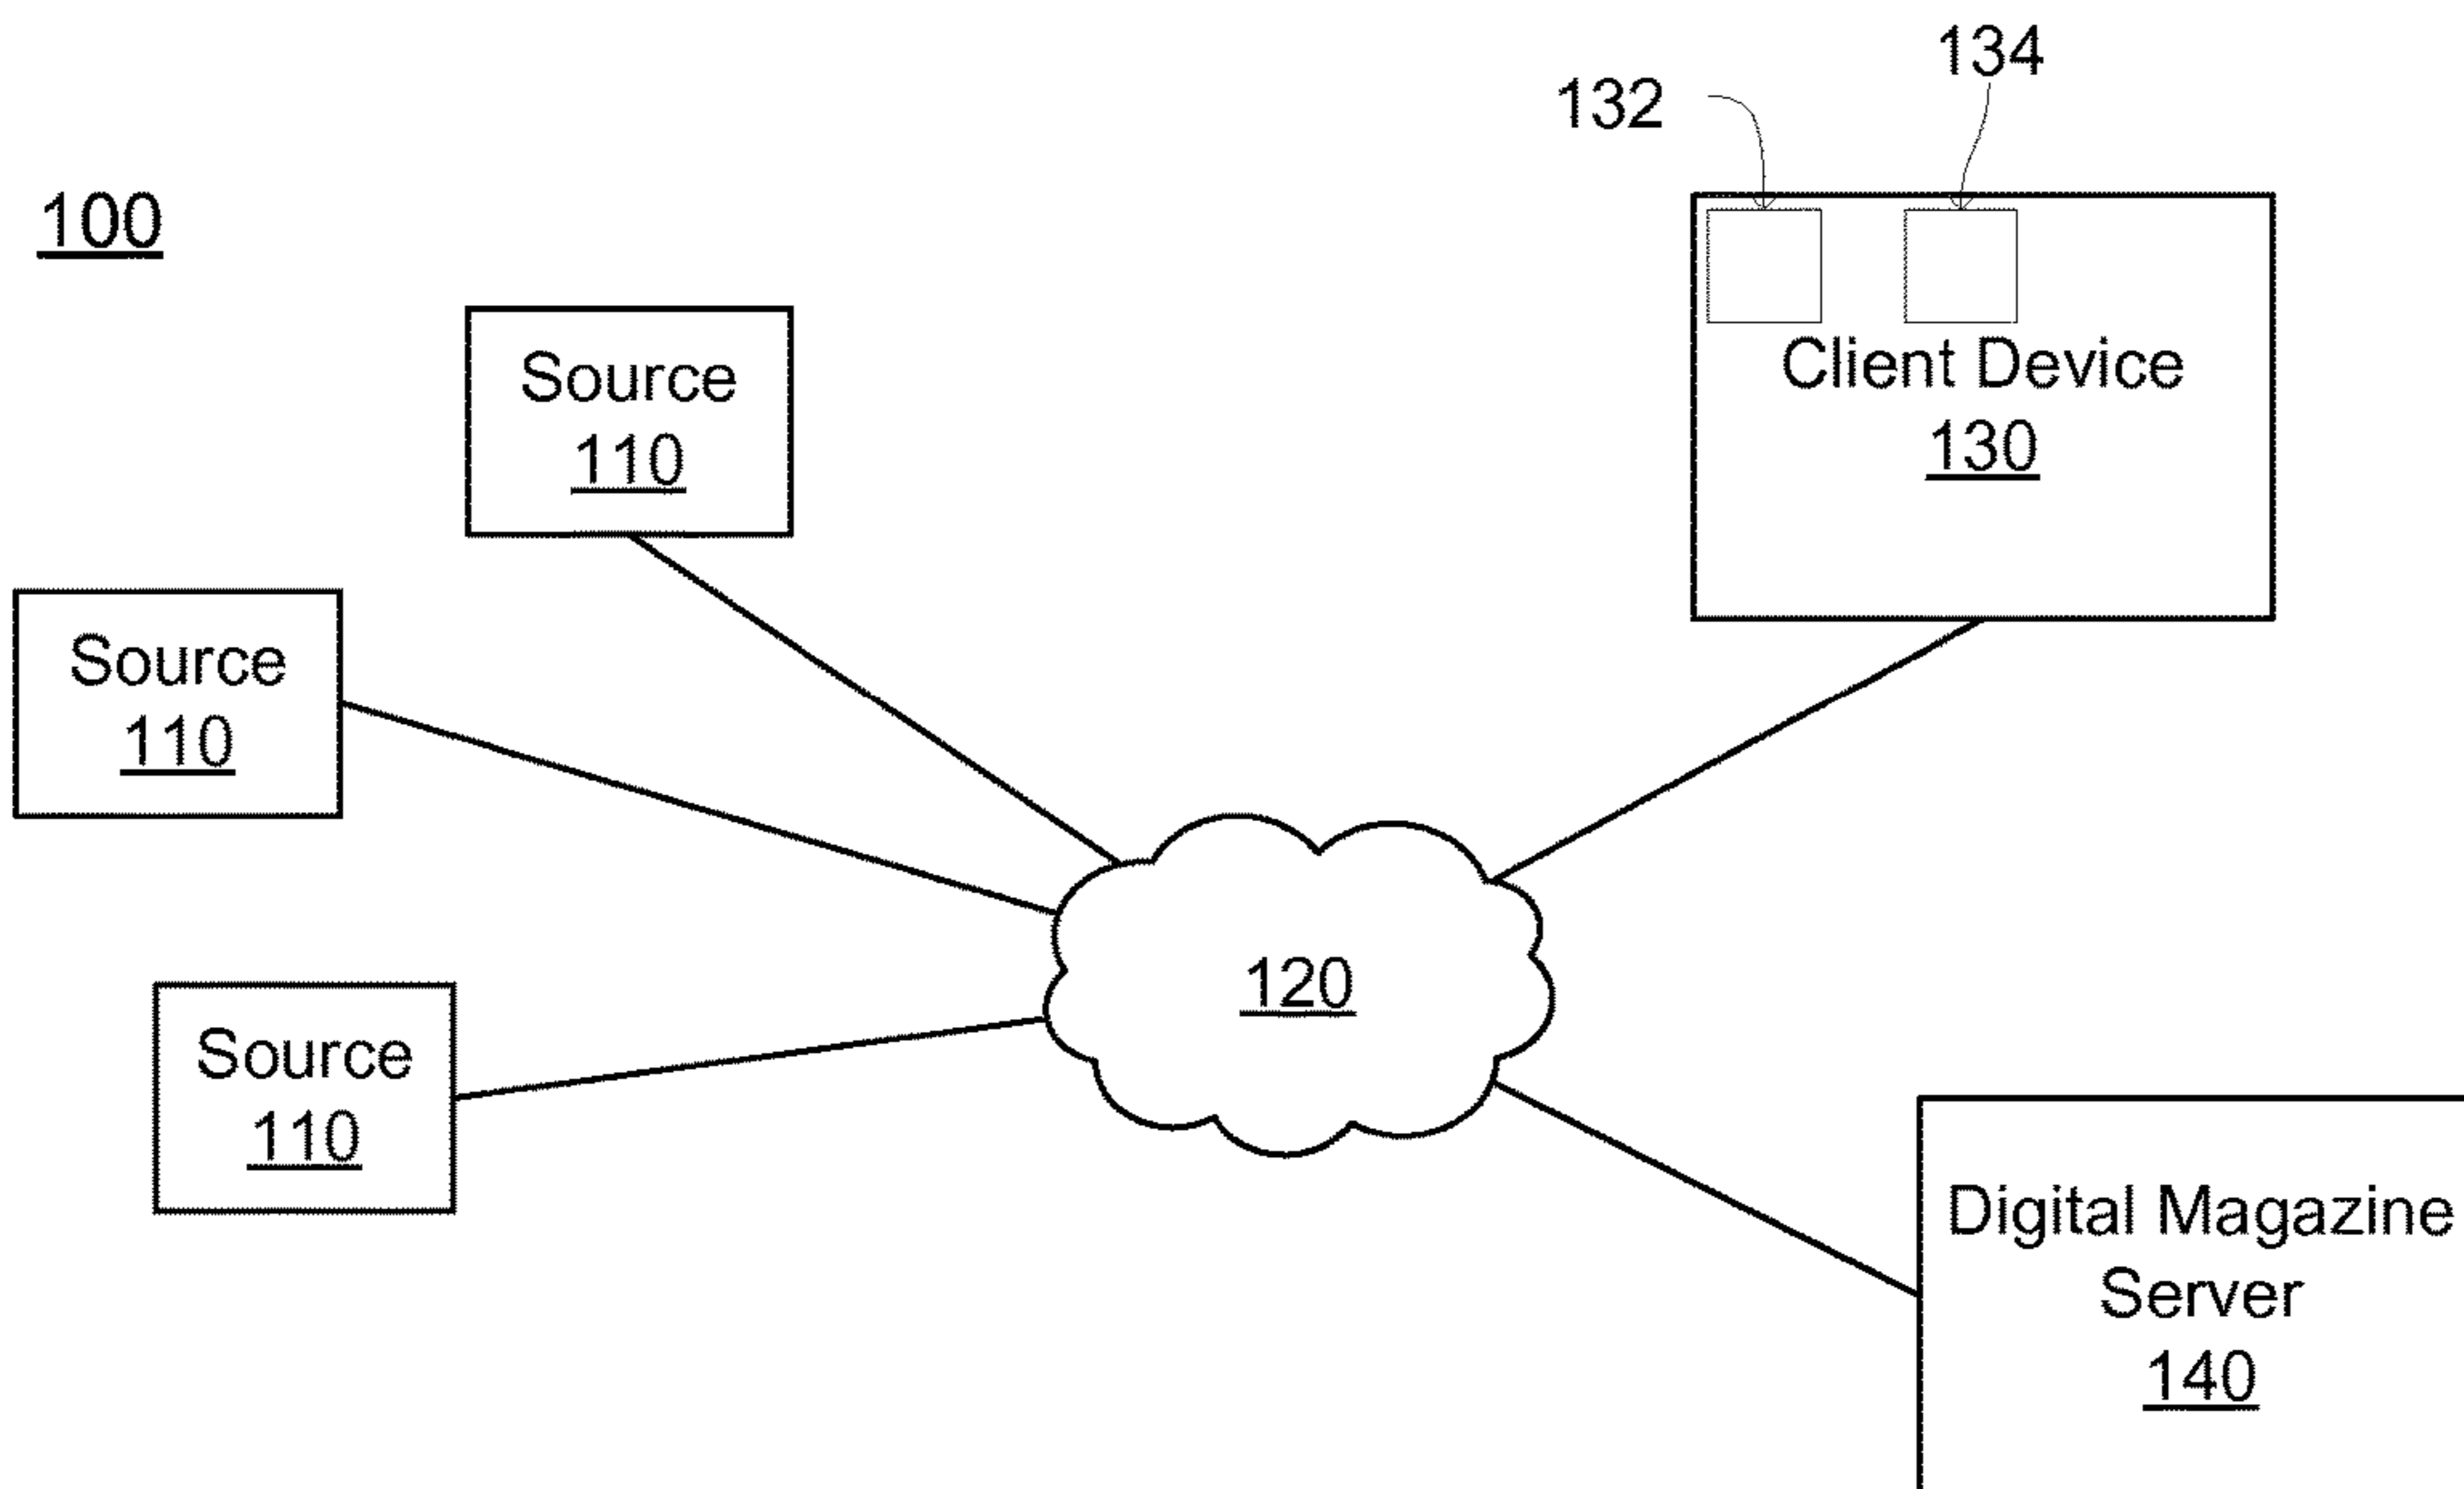 134
132
100
Source
110
Client Device
130
Source
110
120
Source
110
Digital Magazine
Server
140